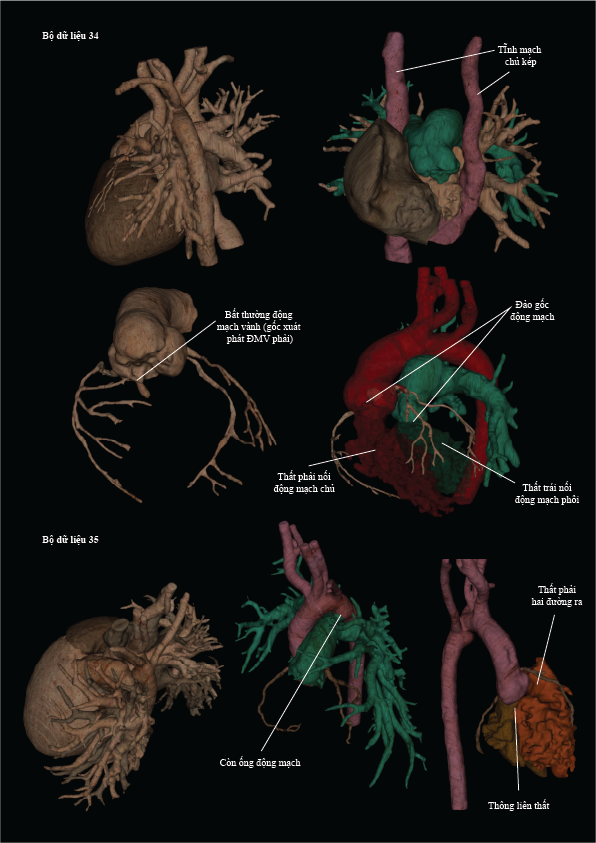 Bộ dữ liệu 34
Tĩnh mạch
chủ kép
Bất thường động
mạch vành (gốc xuất
phát ĐMV phải)
Đảo gốc
động mạch
Thất phải nối
động mạch chủ
Thất trái nối
động mạch phổi
Bộ dữ liệu 35
Thất phải
hai đường ra
Còn ống động mạch
Thông liên thất